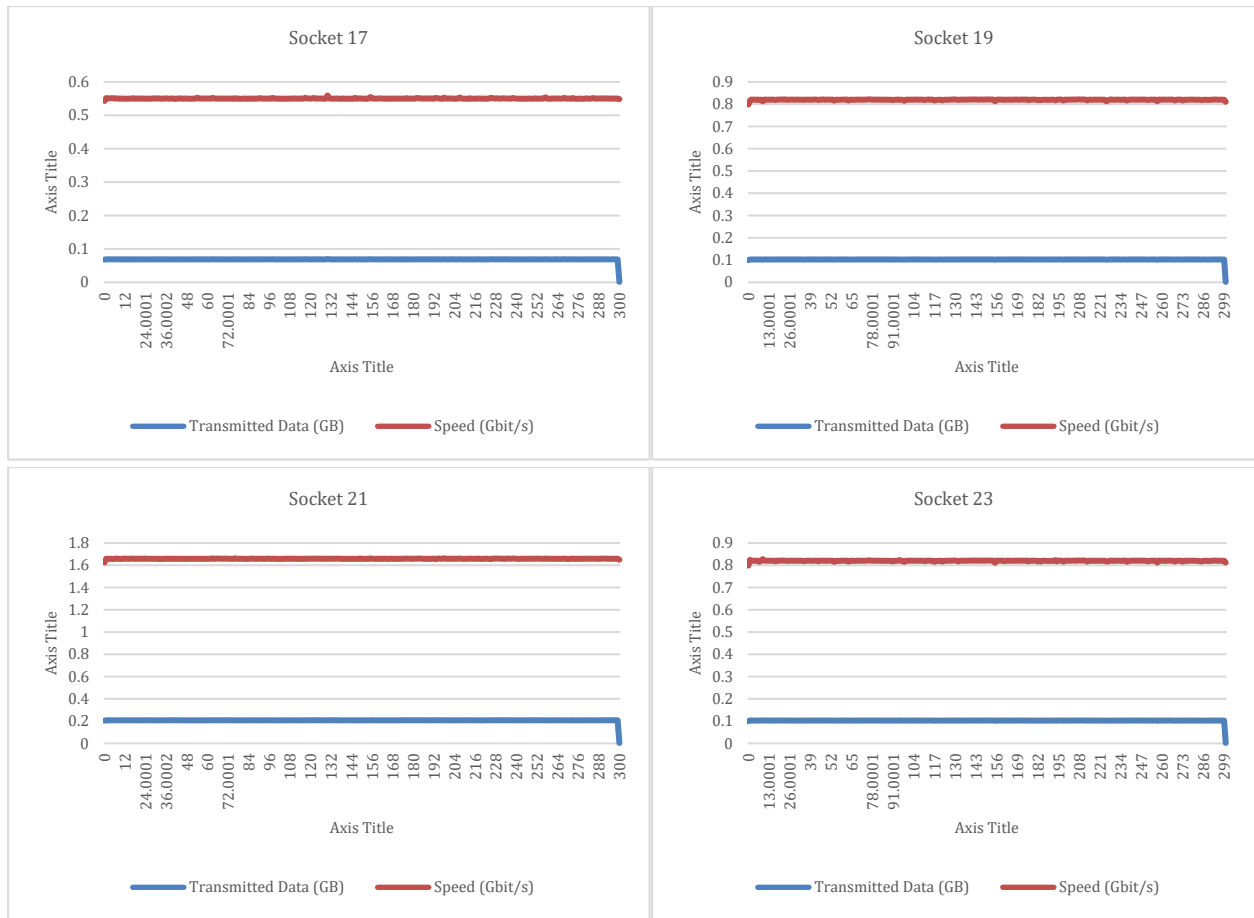 Socket 17
0.6
0.5
0.4
0.3
0.2
0.1
0
Axis Title
0 12 24.0001 36.0002 48 60 72.0001 84 96 108 120 132 144 156 168 180 192 204 216 228 240 252 264 276 288 300
Axis Title
Transmitted Data (GB) Speed (Gbit/s)
Socket 19
0.9
0.8
0.7
0.6
0.5
0.4
0.3
0.2
0.1
0
Axis Title
0 13.0001 26.0001 39 52 65 78.0001 91.0001 104 117 130 143 156 169 182 195 208 221 234 247 260 273 286 299
Axis Title
Transmitted Data (GB) Speed (Gbit/s)
Socket 21
1.8
1.6
1.4
1.2
1
0.8
0.6
0.4
0.2
0
Axis Title
0 12 24.0001 36.0002 48 60 72.0001 84 96 108 120 132 144 156 168 180 192 204 216 228 240 252 264 276 288 300
Axis Title
Transmitted Data (GB) Speed (Gbit/s)
Socket 23
0.9
0.8
0.7
0.6
0.5
0.4
0.3
0.2
0.1
0
Axis Title
0 13.0001 26.0001 39 52 65 78.0001 91.0001 104 117 130 143 156 169 182 195 208 221 234 247 260 273 286 299
Axis Title
Transmitted Data (GB) Speed (Gbit/s)